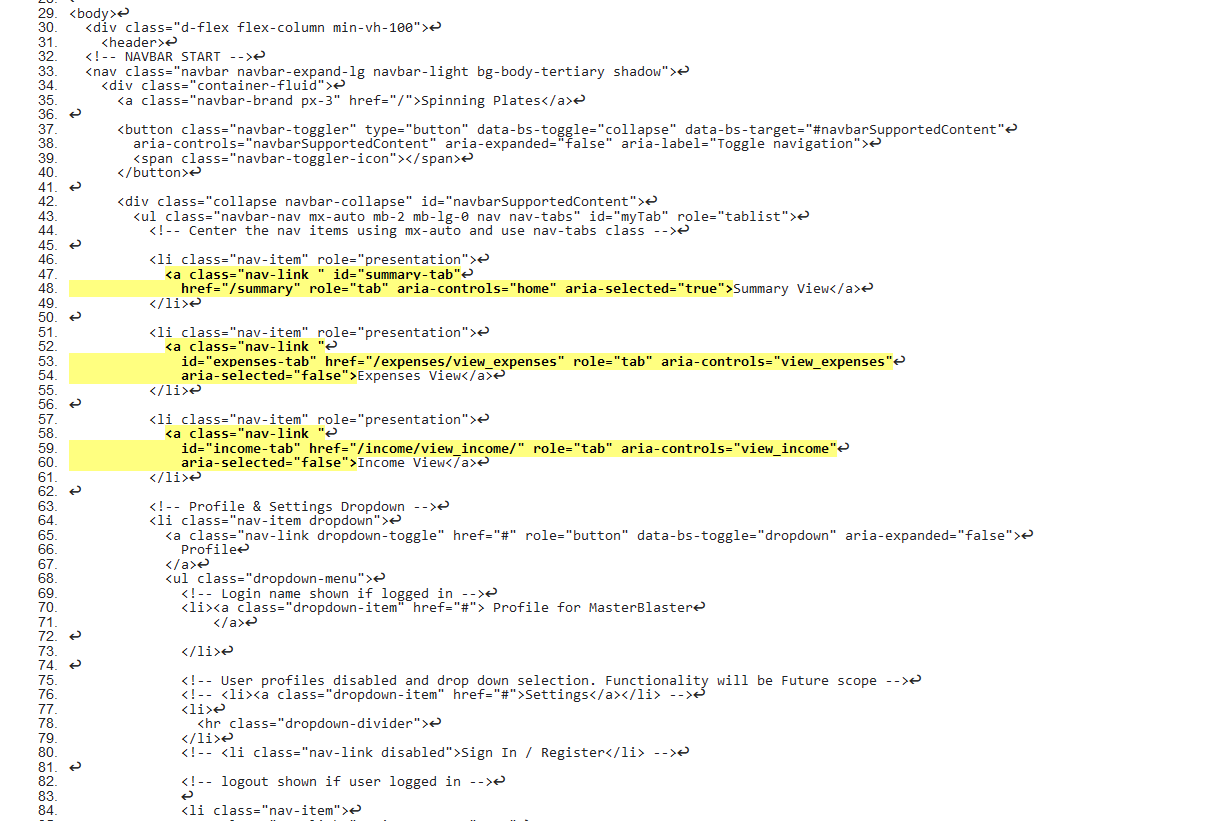 29. <body>↩
30. <div class="d-flex flex-column min-vh-100">↩
31. <header>↩
32. <!-- NAVBAR START -->↩
33. <nav class="navbar navbar-expand-lg navbar-light bg-body-tertiary shadow">↩
34. <div class="container-fluid">↩
35. <a class="navbar-brand px-3" href="/">Spinning Plates</a>↩
36. ↩
37. <button class="navbar-toggler" type="button" data-bs-toggle="collapse" data-bs-target="#navbarSupportedContent"↩
38. aria-controls="navbarSupportedContent" aria-expanded="false" aria-label="Toggle navigation">↩
39. <span class="navbar-toggler-icon"></span>↩
40. </button>↩
41. ↩
42. <div class="collapse navbar-collapse" id="navbarSupportedContent">↩
43. <ul class="navbar-nav mx-auto mb-2 mb-lg-0 nav nav-tabs" id="myTab" role="tablist">↩
44. <!-- Center the nav items using mx-auto and use nav-tabs class -->↩
45. ↩
46. <li class="nav-item" role="presentation">↩
47. <a class="nav-link " id="summary-tab"↩
48. href="/summary" role="tab" aria-controls="home" aria-selected="true">Summary View</a>↩
49. </li>↩
50. ↩
51. <li class="nav-item" role="presentation">↩
52. <a class="nav-link "↩
53. id="expenses-tab" href="/expenses/view_expenses" role="tab" aria-controls="view_expenses"↩
54. aria-selected="false">Expenses View</a>↩
55. </li>↩
56. ↩
57. <li class="nav-item" role="presentation">↩
58. <a class="nav-link "↩
59. id="income-tab" href="/income/view_income/" role="tab" aria-controls="view_income"↩
60. aria-selected="false">Income View</a>↩
61. </li>↩
62. ↩
63. <!-- Profile & Settings Dropdown -->↩
64. <li class="nav-item dropdown">↩
65. <a class="nav-link dropdown-toggle" href="#" role="button" data-bs-toggle="dropdown" aria-expanded="false">↩
66. Profile↩
67. </a>↩
68. <ul class="dropdown-menu">↩
69. <!-- Login name shown if logged in -->↩
70. <li><a class="dropdown-item" href="#"> Profile for MasterBlaster↩
71. </a>↩
72. ↩
73. </li>↩
74. ↩
75. <!-- User profiles disabled and drop down selection. Functionality will be Future scope -->↩
76. <!-- <li><a class="dropdown-item" href="#">Settings</a></li> -->↩
77. <li>↩
78. <hr class="dropdown-divider">↩
79. </li>↩
80. <!-- <li class="nav-link disabled">Sign In / Register</li> -->↩
81. ↩
82. <!-- logout shown if user logged in -->↩
83. ↩
84. <li class="nav-item">↩